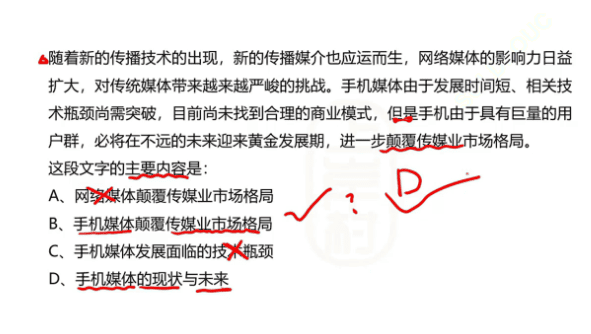 随着新的传播技术的出现，新的传播媒介也应运而生，网络媒体的影响力日益
扩大，对传统媒体带来越来越严峻的挑战。手机媒体由于发展时间短、相关技
术瓶颈尚需突破，目前尚未找到合理的商业模式，但是手机由于具有巨量的用
户群，必将在不远的未来迎来黄金发展期，进一步颠覆传媒业市场格局。
这段文字的主要内容是：
A、网络媒体颠覆传媒业市场格局
B、手机媒体颠覆传媒业市场格局
C、手机媒体发展面临的技术瓶颈
D、手机媒体的现状与未来
? D